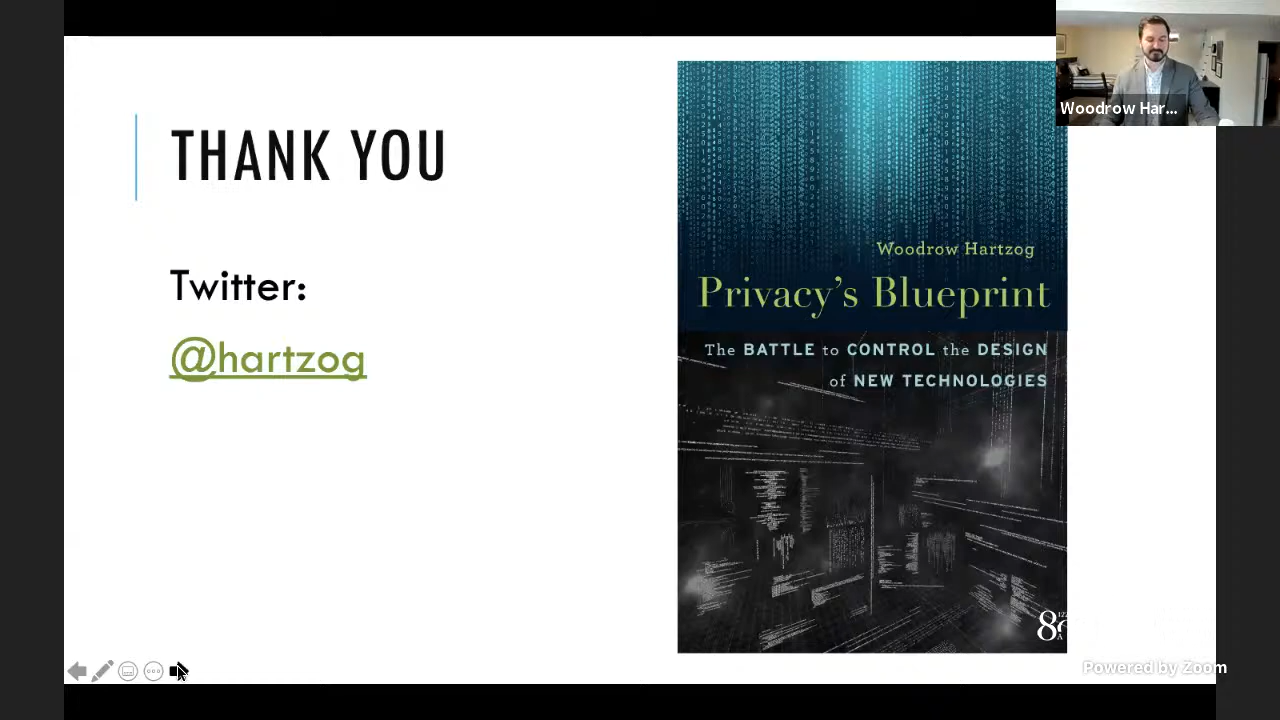 THANK YOU
Twitter:
@hartzog
Woodrow Hartzog
Privacy's Blueprint
The BATTLE to CONTROL the DESIGN
of NEW TECHNOLOGIES
Woodrow Har...
Powered by Zoom